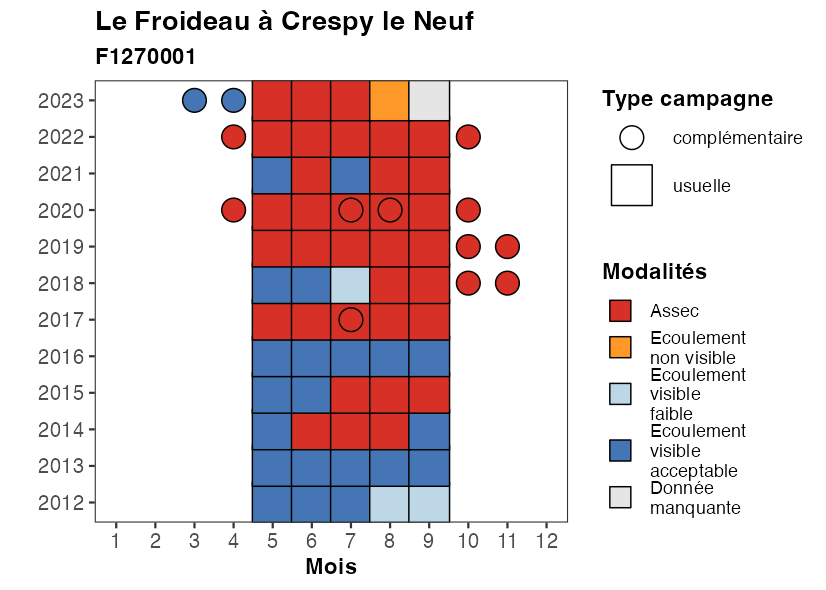 Le Froideau à Crespy le Neuf
F1270001
2023
2022
2021
2020
2019
2018
2017
2016
2015
2014
2013
2012
1 2 3 4 5 6 7 8 9 10 11 12
Mois
Type campagne
complémentaire
usuelle
Modalités
Assec
Ecoulement
non visible
Ecoulement
visible
faible
Ecoulement
visible
acceptable
Donnée
manquante